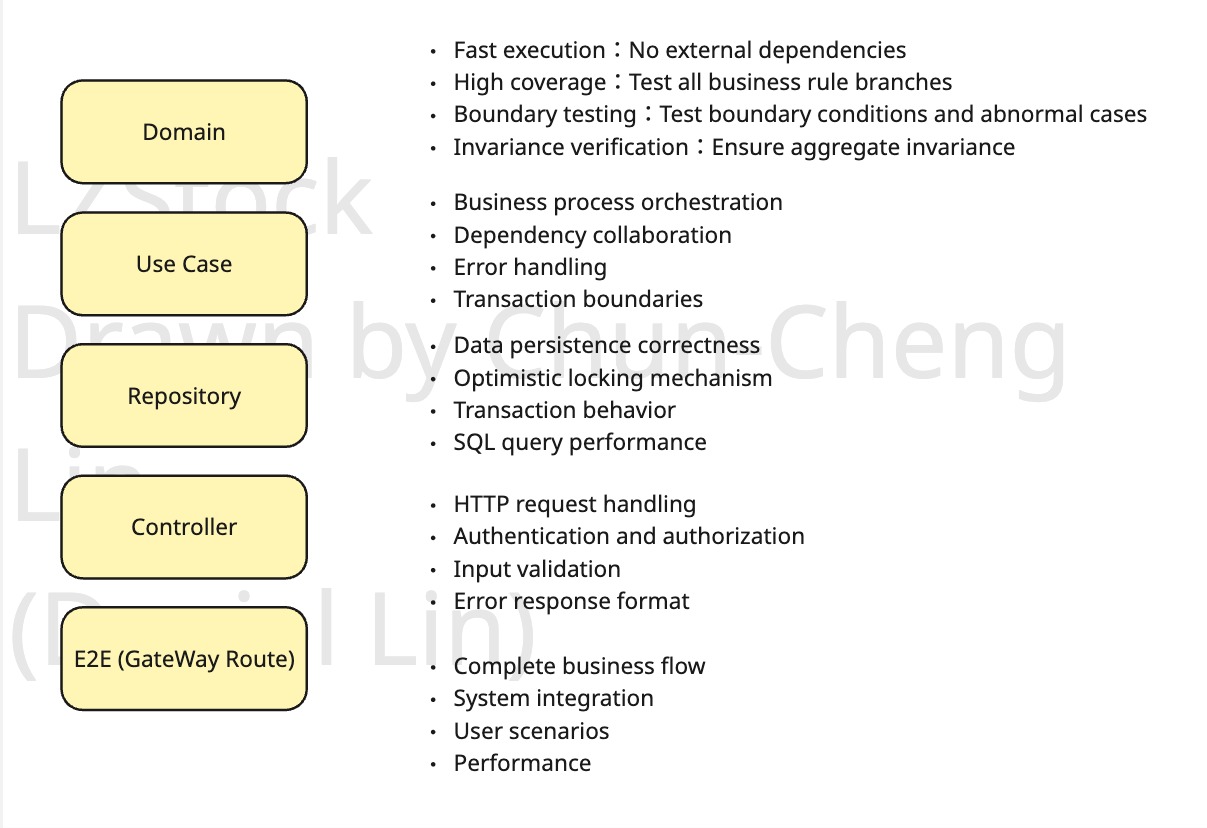 Domain
• Fast execution：No external dependencies
• High coverage：Test all business rule branches
• Boundary testing：Test boundary conditions and abnormal cases
• Invariance verification：Ensure aggregate invariance
Use Case
• Business process orchestration
• Dependency collaboration
• Error handling
• Transaction boundaries
Repository
• Data persistence correctness
• Optimistic locking mechanism
• Transaction behavior
• SQL query performance
Controller
• HTTP request handling
• Authentication and authorization
• Input validation
• Error response format
E2E (GateWay Route)
• Complete business flow
• System integration
• User scenarios
• Performance
LZStock
Drawn by Chun-Cheng
Lin
(Daniel Lin)